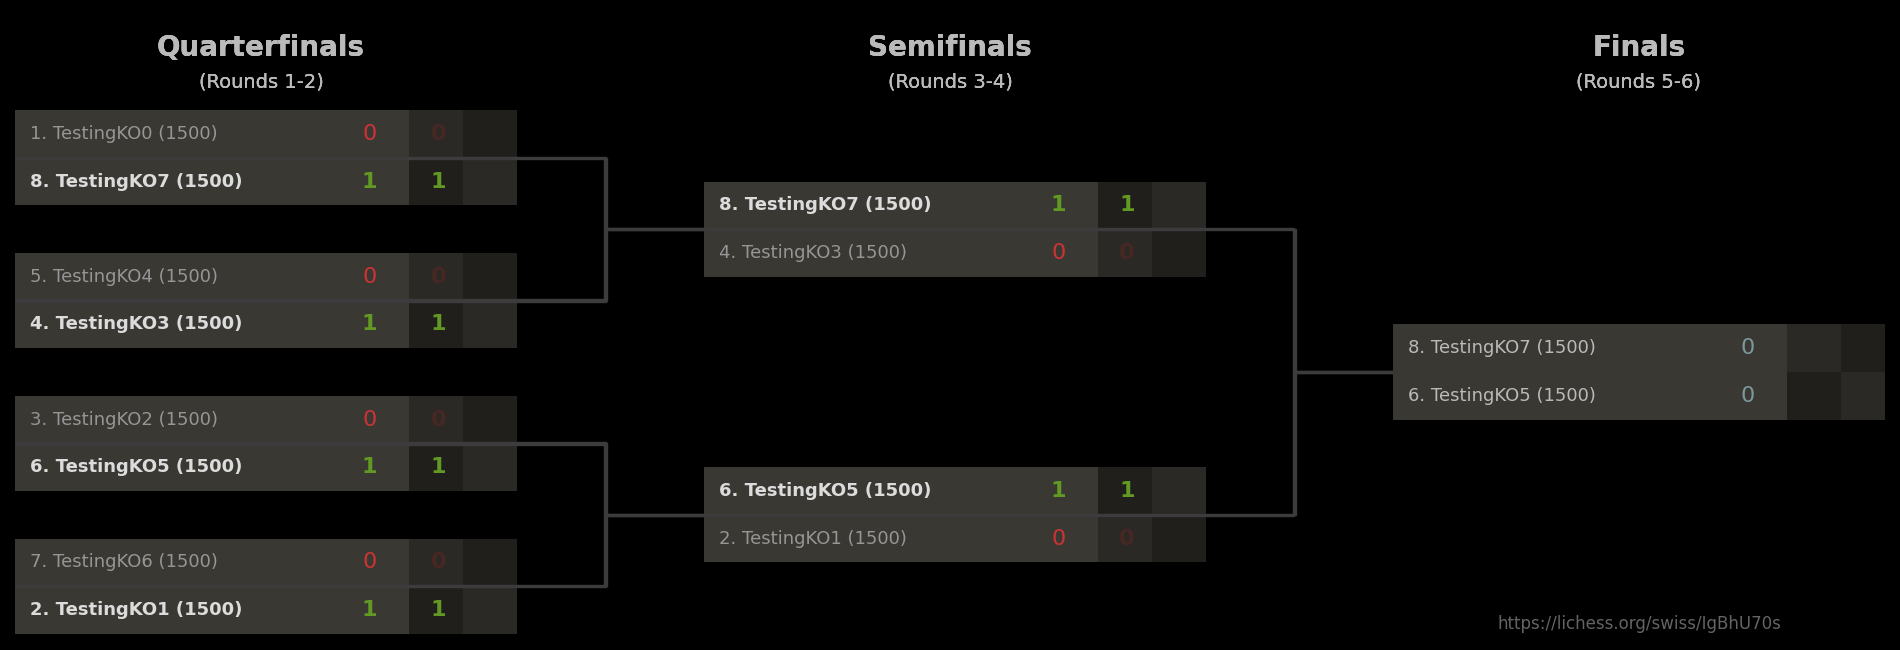 Quarterfinals
(Rounds 1-2)
1. TestingKO0 (1500) 0 0
8. TestingKO7 (1500) 1 1
5. TestingKO4 (1500) 0 0
4. TestingKO3 (1500) 1 1
3. TestingKO2 (1500) 0 0
6. TestingKO5 (1500) 1 1
7. TestingKO6 (1500) 0 0
2. TestingKO1 (1500) 1 1
Semifinals
(Rounds 3-4)
8. TestingKO7 (1500) 1 1
4. TestingKO3 (1500) 0 0
6. TestingKO5 (1500) 1 1
2. TestingKO1 (1500) 0 0
Finals
(Rounds 5-6)
8. TestingKO7 (1500) 0
6. TestingKO5 (1500) 0
https://lichess.org/swiss/IgBhU70s